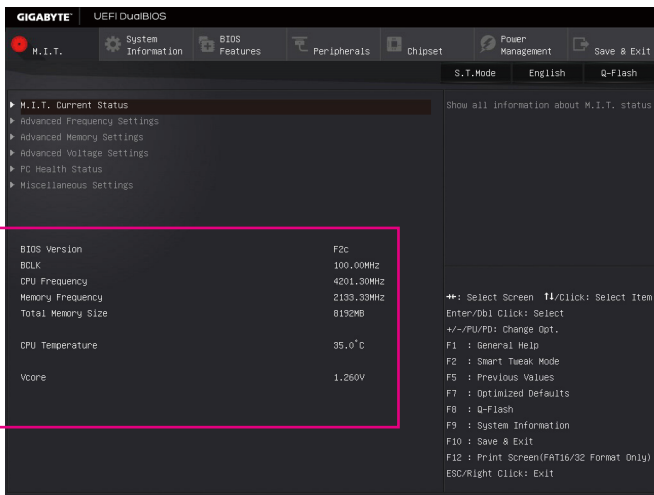 GIGABYTE™ UEFI DualBIOS
M.I.T.
System Information
BIOS Features
Peripherals
Chipset
Power Management
Save & Exit
S.T.Mode English Q-Flash
M.I.T. Current Status
Advanced Frequency Settings
Advanced Memory Settings
Advanced Voltage Settings
PC Health Status
Miscellaneous Settings
Show all information about M.I.T. status
BIOS Version F2c
BCLK 100.00MHz
CPU Frequency 4201.30MHz
Memory Frequency 2133.33MHz
Total Memory Size 8192MB
CPU Temperature 35.0°C
Vcore 1.260V
→←: Select Screen ↑↓/Click: Select Item
Enter/Dbl Click: Select
+/-/PU/PD: Change Opt.
F1 : General Help
F2 : Smart Tweak Mode
F5 : Previous Values
F7 : Optimized Defaults
F8 : Q-Flash
F9 : System Information
F10 : Save & Exit
F12 : Print Screen(FAT16/32 Format Only)
ESC/Right Click: Exit